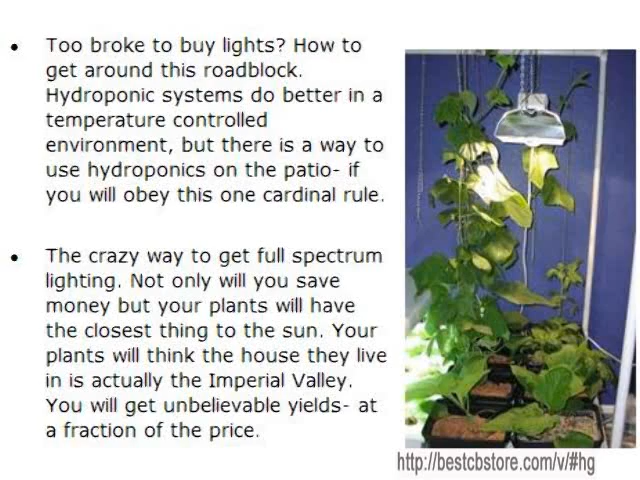 • Too broke to buy lights? How to
get around this roadblock.
Hydroponic systems do better in a
temperature controlled
environment, but there is a way to
use hydroponics on the patio- if
you will obey this one cardinal rule.
• The crazy way to get full spectrum
lighting. Not only will you save
money but your plants will have
the closest thing to the sun. Your
plants will think the house they live
in is actually the Imperial Valley.
You will get unbelievable yields- at
a fraction of the price.
http://bestcbstore.com/v/#hg